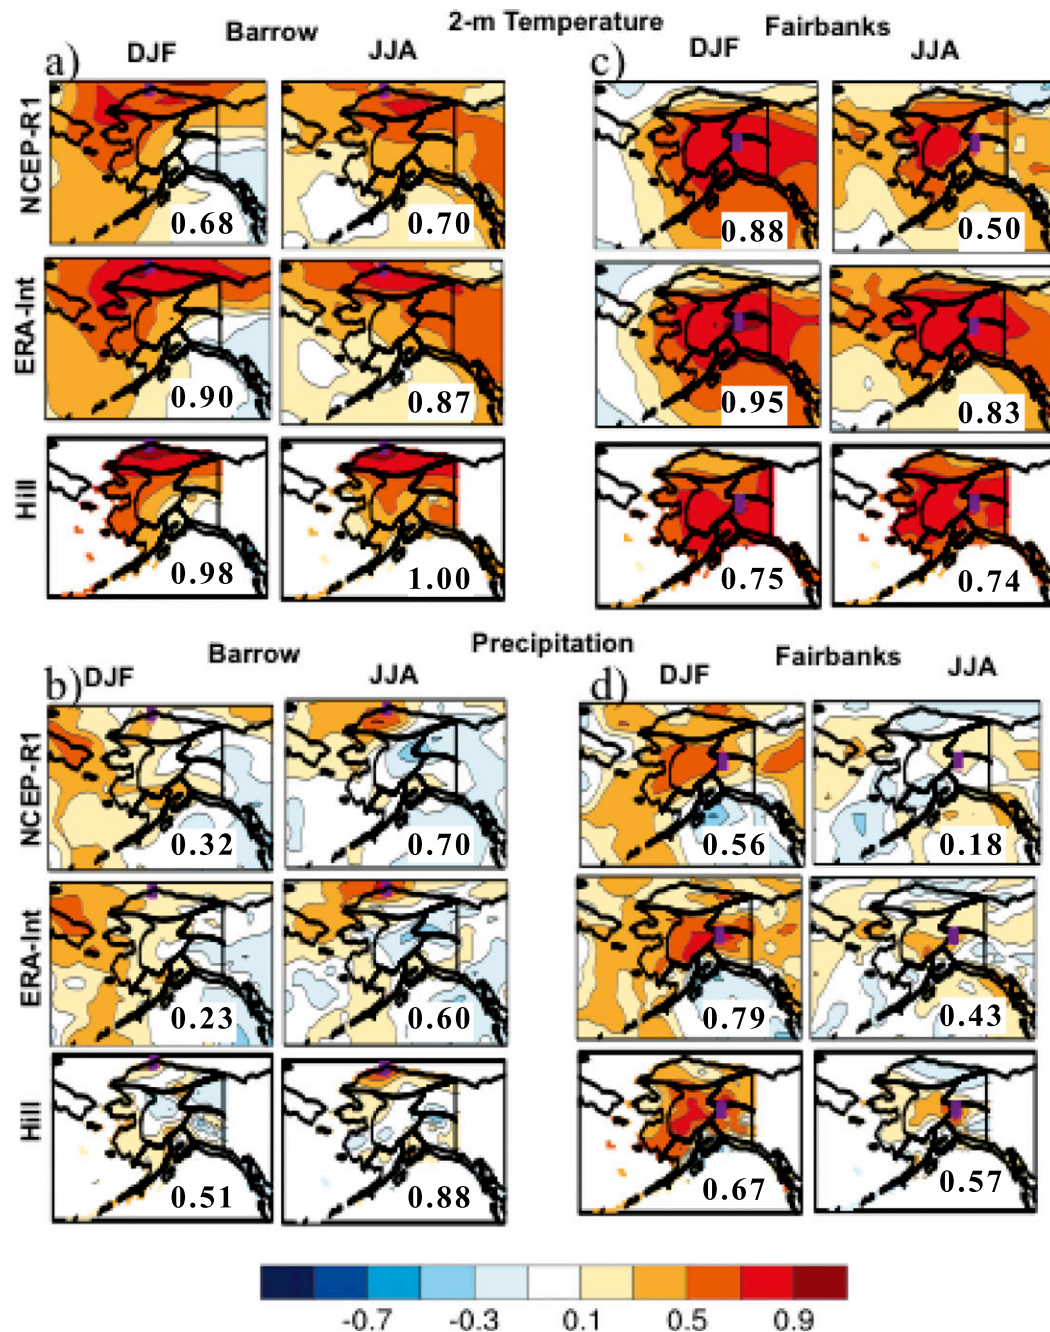 2-m Temperature
Barrow
Fairbanks
a)
DJF
JJA
c)
DJF
JJA
NCEP-R1
0.68
0.70
0.88
0.50
ERA-Int
0.90
0.87
0.95
0.83
Hill
0.98
1.00
0.75
0.74
Precipitation
Barrow
Fairbanks
b)
DJF
JJA
d)
DJF
JJA
NCEP-R1
0.32
0.70
0.56
0.18
ERA-Int
0.23
0.60
0.79
0.43
Hill
0.51
0.88
0.67
0.57
-0.7
-0.3
0.1
0.5
0.9